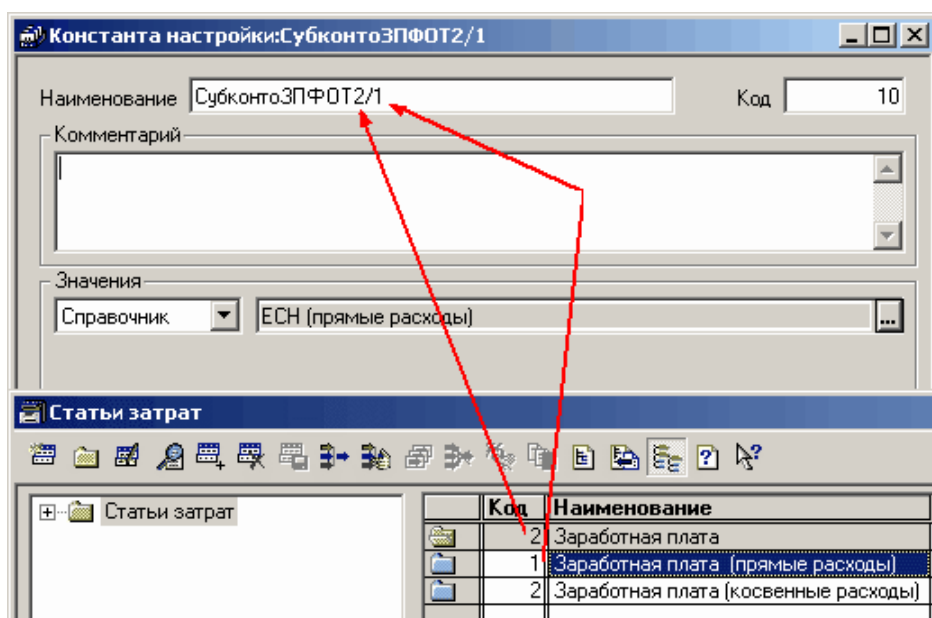 Константа настройки:СубконтоЗПФОТ2/1
Наименование СубконтоЗПФОТ2/1 Код 10
Комментарий
Значения
Справочник ЕСН (прямые расходы) ...
Статьи затрат
Статьи затрат
Код Наименование
2 Заработная плата
1 Заработная плата (прямые расходы)
2 Заработная плата (косвенные расходы)